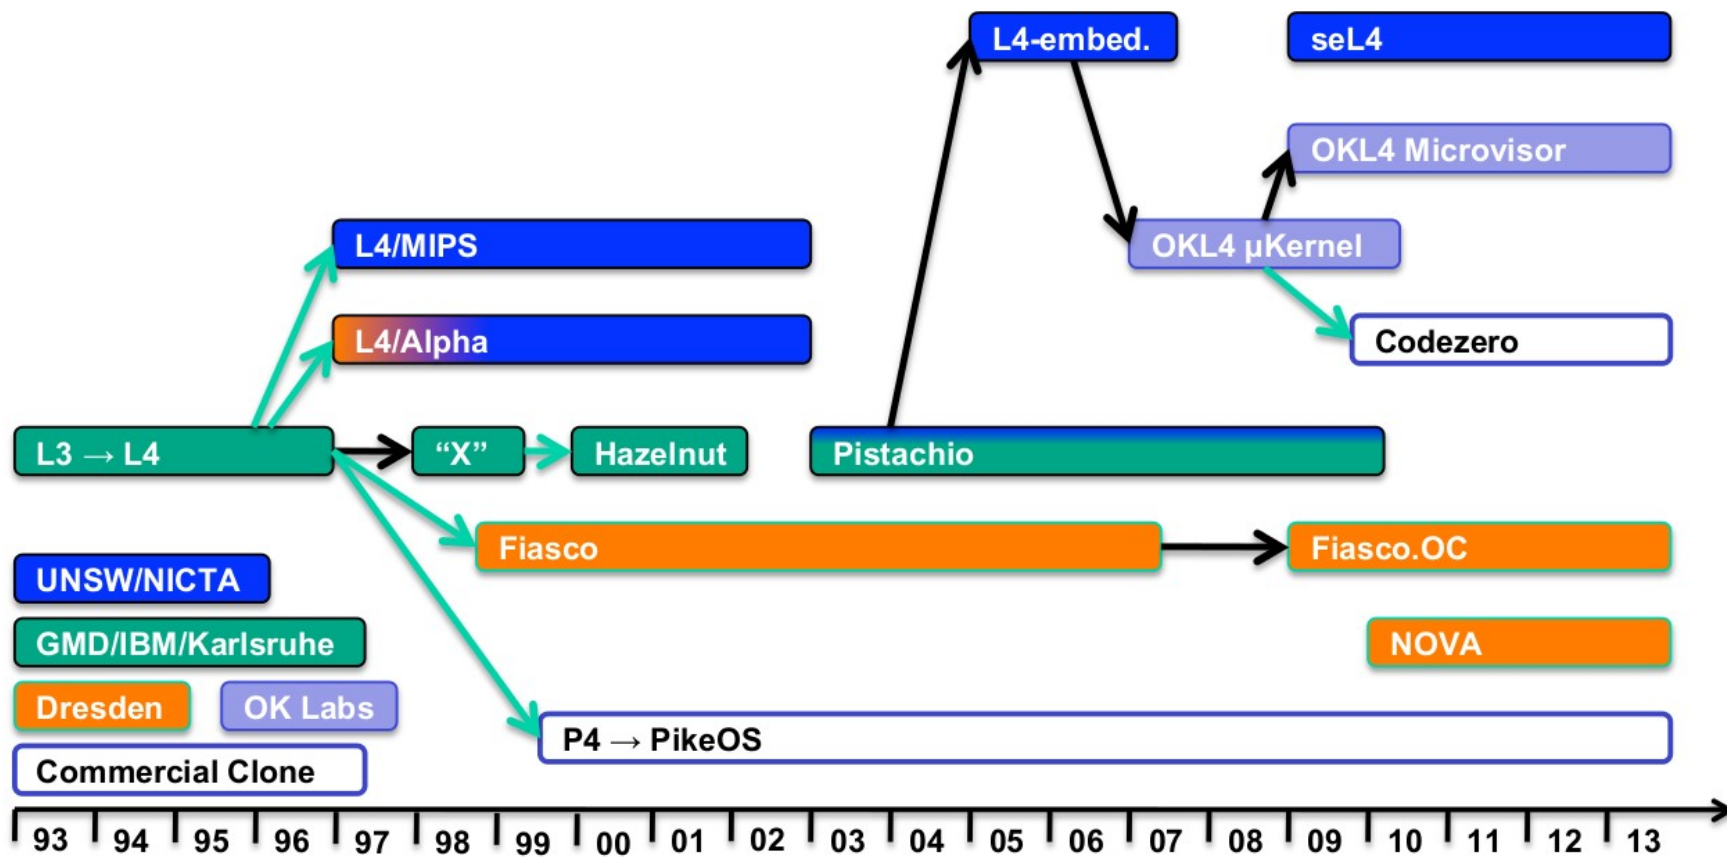 L4-embed.
seL4
OKL4 Microvisor
L4/MIPS
OKL4 µKernel
L4/Alpha
Codezero
L3 → L4
“X”
Hazelnut
Pistachio
Fiasco
Fiasco.OC
UNSW/NICTA
GMD/IBM/Karlsruhe
NOVA
Dresden
OK Labs
P4 → PikeOS
Commercial Clone
93 94 95 96 97 98 99 00 01 02 03 04 05 06 07 08 09 10 11 12 13